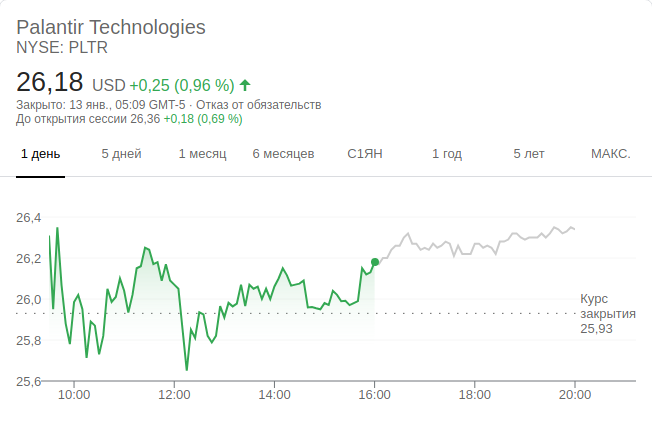 Palantir Technologies
NYSE: PLTR
26,18 USD +0,25 (0,96 %)
Закрыто: 13 янв., 05:09 GMT-5 · Отказ от обязательств
До открытия сессии 26,36 +0,18 (0,69 %)
1 день 5 дней 1 месяц 6 месяцев С1ЯН 1 год 5 лет МАКС.
26,4
26,2
26,0
Курс
закрытия
25,93
25,8
25,6
10:00 12:00 14:00 16:00 18:00 20:00